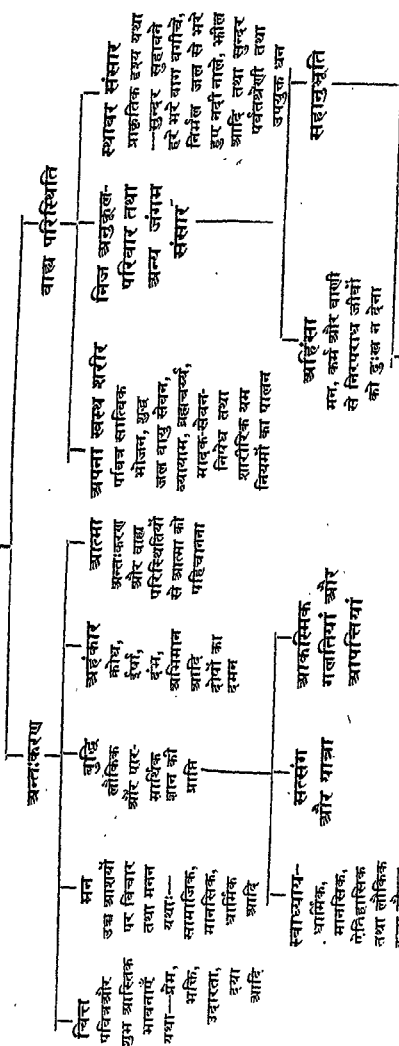 अन्तःकरण
वाह्य परिस्थिति
चित्त
पवित्रऔर
शुभ आस्तिक
भावनाएँ
यथा—प्रेम,
भक्ति,
उदारता,
दया
आदि
मन
उच्च आशयों
पर विचार
तथा मनन
यथाः—
सामाजिक,
मानसिक,
धार्मिक
आदि
बुद्धि
लौकिक
और पार-
मार्थिक
ज्ञान की
प्राप्ति
अहंकार
क्रोध,
ईर्षा,
दंभ,
अभिमान
आदि
दोषों का
दमन
आत्मा
अन्तःकरण
और वाह्य
परिस्थितियों
से आत्मा को
पहिचानना
अपना स्वस्थ शरीर
पवित्र सात्विक
भोजन, शुद्ध
जल वायु सेवन,
व्यायाम, ब्रह्मचर्य्य,
मादक-सेवन-
निषेध तथा
शारीरिक यम
नियमों का पालन
निज अनुकूल-
परिवार तथा
अन्य जंगम
संसार
स्थावर संसार
प्राकृतिक दृश्य यथा
—सुन्दर सुहावने
हरे भरे बाग बगीचे,
निर्मल जल से भरे
हुए नदी नाले, झील
आदि तथा सुन्दर
पर्वतश्रेणी तथा
उपयुक्त धन
स्वाध्याय-
धार्मिक,
मानसिक,
ऐतिहासिक
तथा लौकिक
सत्संग
और यात्रा
आकस्मिक
गलतियां और
आपत्तियां
अहिंसा
मन, कर्म और वाणी
से निरपराध जीवों
को दुःख न देना
सहानुभूति